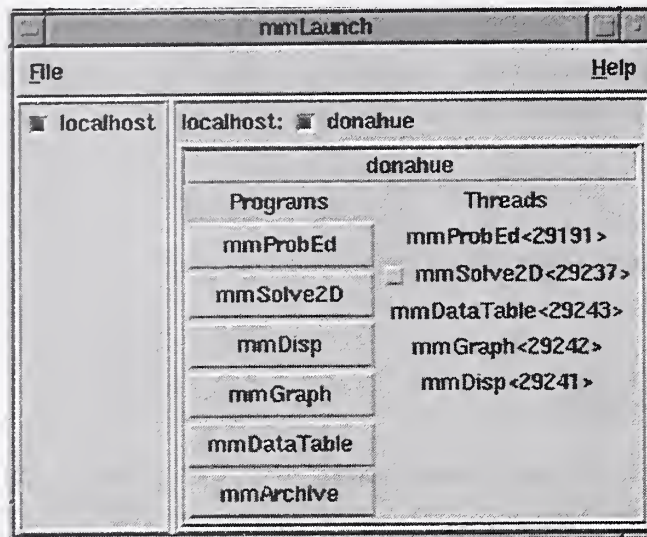 mmLaunch
File Help
localhost
localhost: donahue
donahue
Programs
mmProbEd
mmSolve2D
mmDisp
mmGraph
mmDataTable
mmArchive
Threads
mmProbEd<29191>
mmSolve2D<29237>
mmDataTable<29243>
mmGraph<29242>
mmDisp<29241>